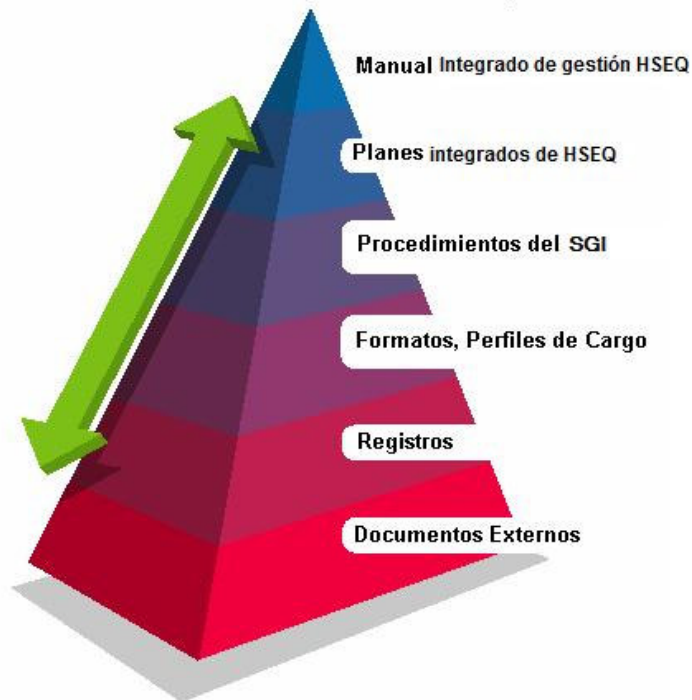 Manual Integrado de gestión HSEQ
Planes integrados de HSEQ
Procedimientos del SGI
Formatos, Perfiles de Cargo
Registros
Documentos Externos